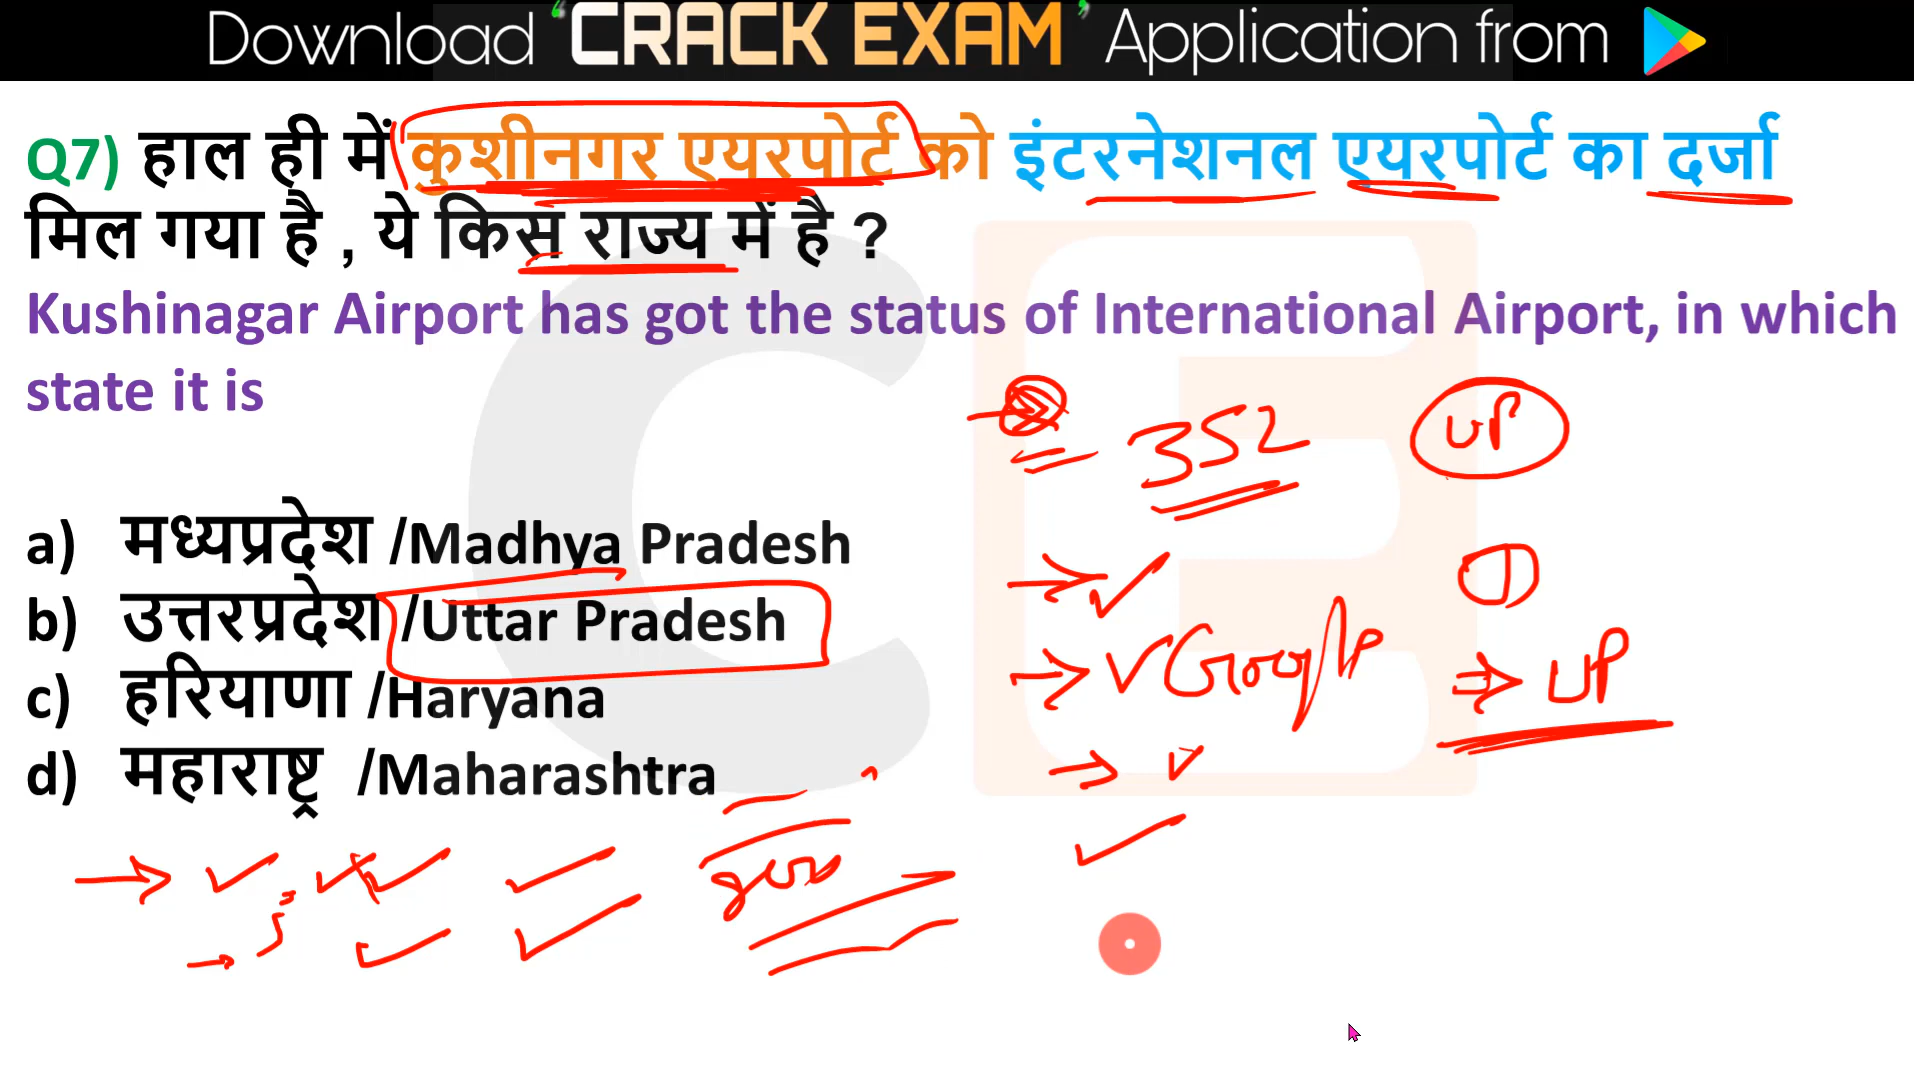 Download ‘CRACK EXAM’ Application from
Q7) हाल ही में कुशीनगर एयरपोर्ट को इंटरनेशनल एयरपोर्ट का दर्जा
मिल गया है , ये किस राज्य में है ?
Kushinagar Airport has got the status of International Airport, in which
state it is
352 UP
a) मध्यप्रदेश /Madhya Pradesh
b) उत्तरप्रदेश /Uttar Pradesh
c) हरियाणा /Haryana
Google UP
d) महाराष्ट्र /Maharashtra